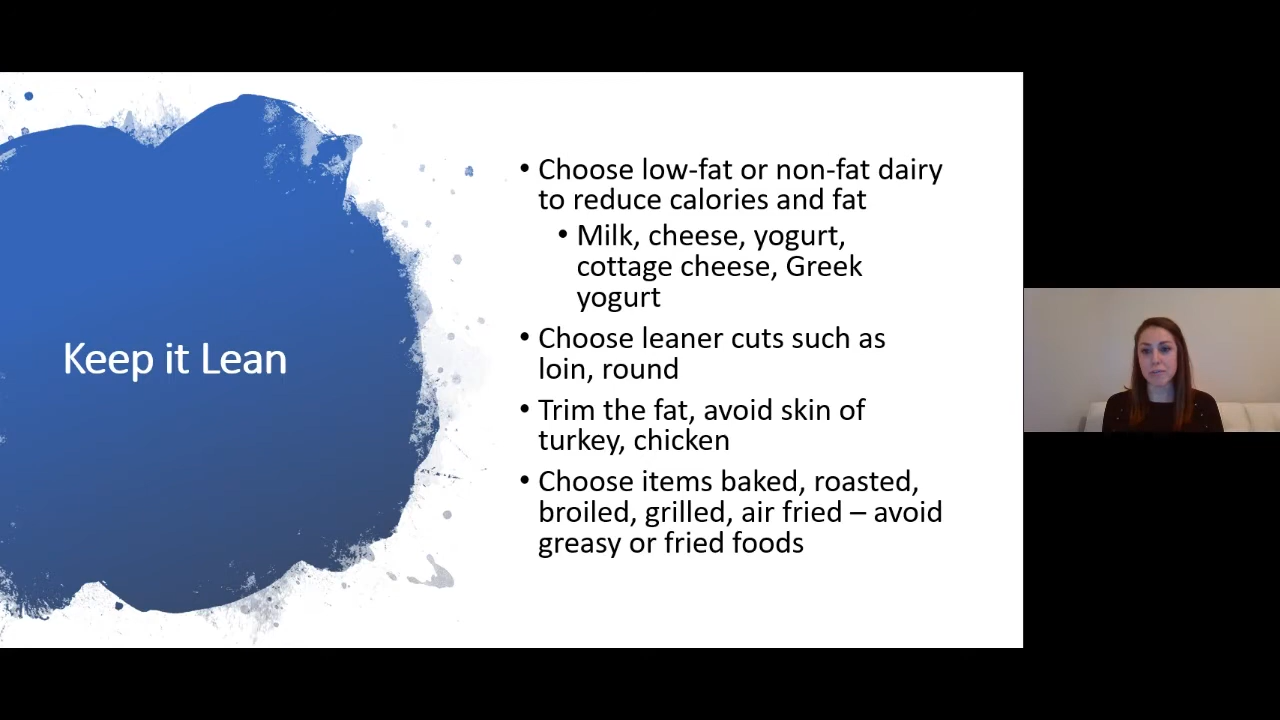 Keep it Lean
• Choose low-fat or non-fat dairy
to reduce calories and fat
• Milk, cheese, yogurt,
cottage cheese, Greek
yogurt
• Choose leaner cuts such as
loin, round
• Trim the fat, avoid skin of
turkey, chicken
• Choose items baked, roasted,
broiled, grilled, air fried – avoid
greasy or fried foods